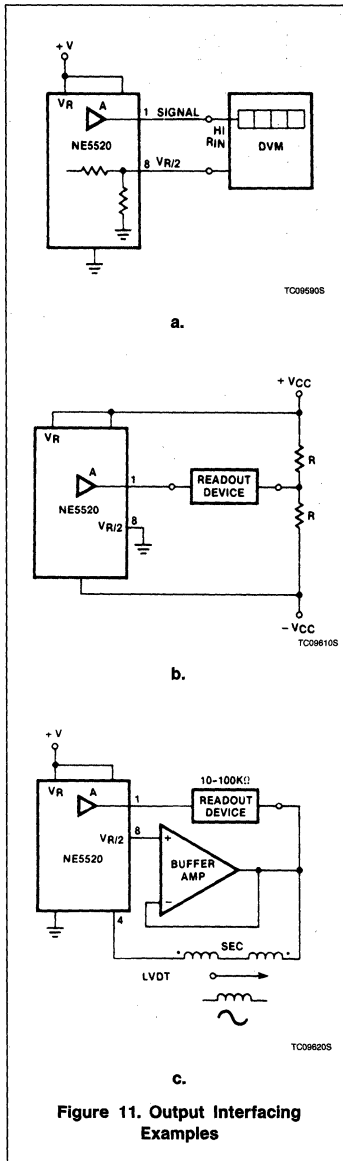 + V
VR
A
1 SIGNAL
NE5520
HI
RIN
DVM
8 VR/2
TC09590S
a.
+ VCC
VR
A
1
READOUT
DEVICE
R
NE5520
VR/2
8
R
- VCC
TC09610S
b.
+ V
VR
A
1
10-100KΩ
READOUT
DEVICE
VR/2
8
+
NE5520
BUFFER
AMP
-
4
SEC
LVDT
TC09620S
c.
Figure 11. Output Interfacing
Examples